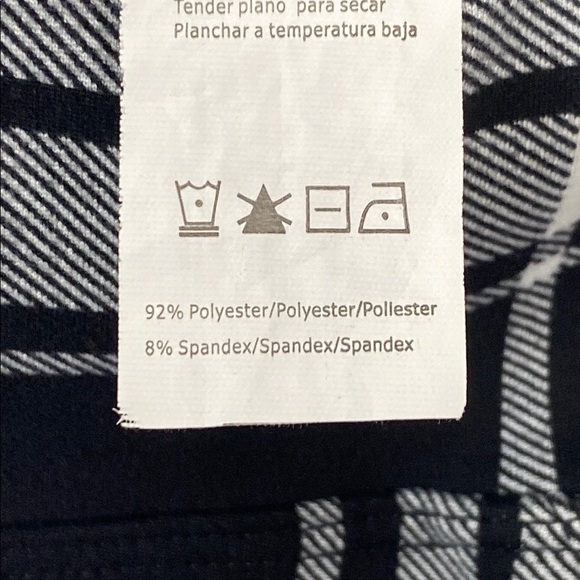 Tender plano para secar
Planchar a temperatura baja
92% Polyester/Polyester/Poliester
8% Spandex/Spandex/Spandex